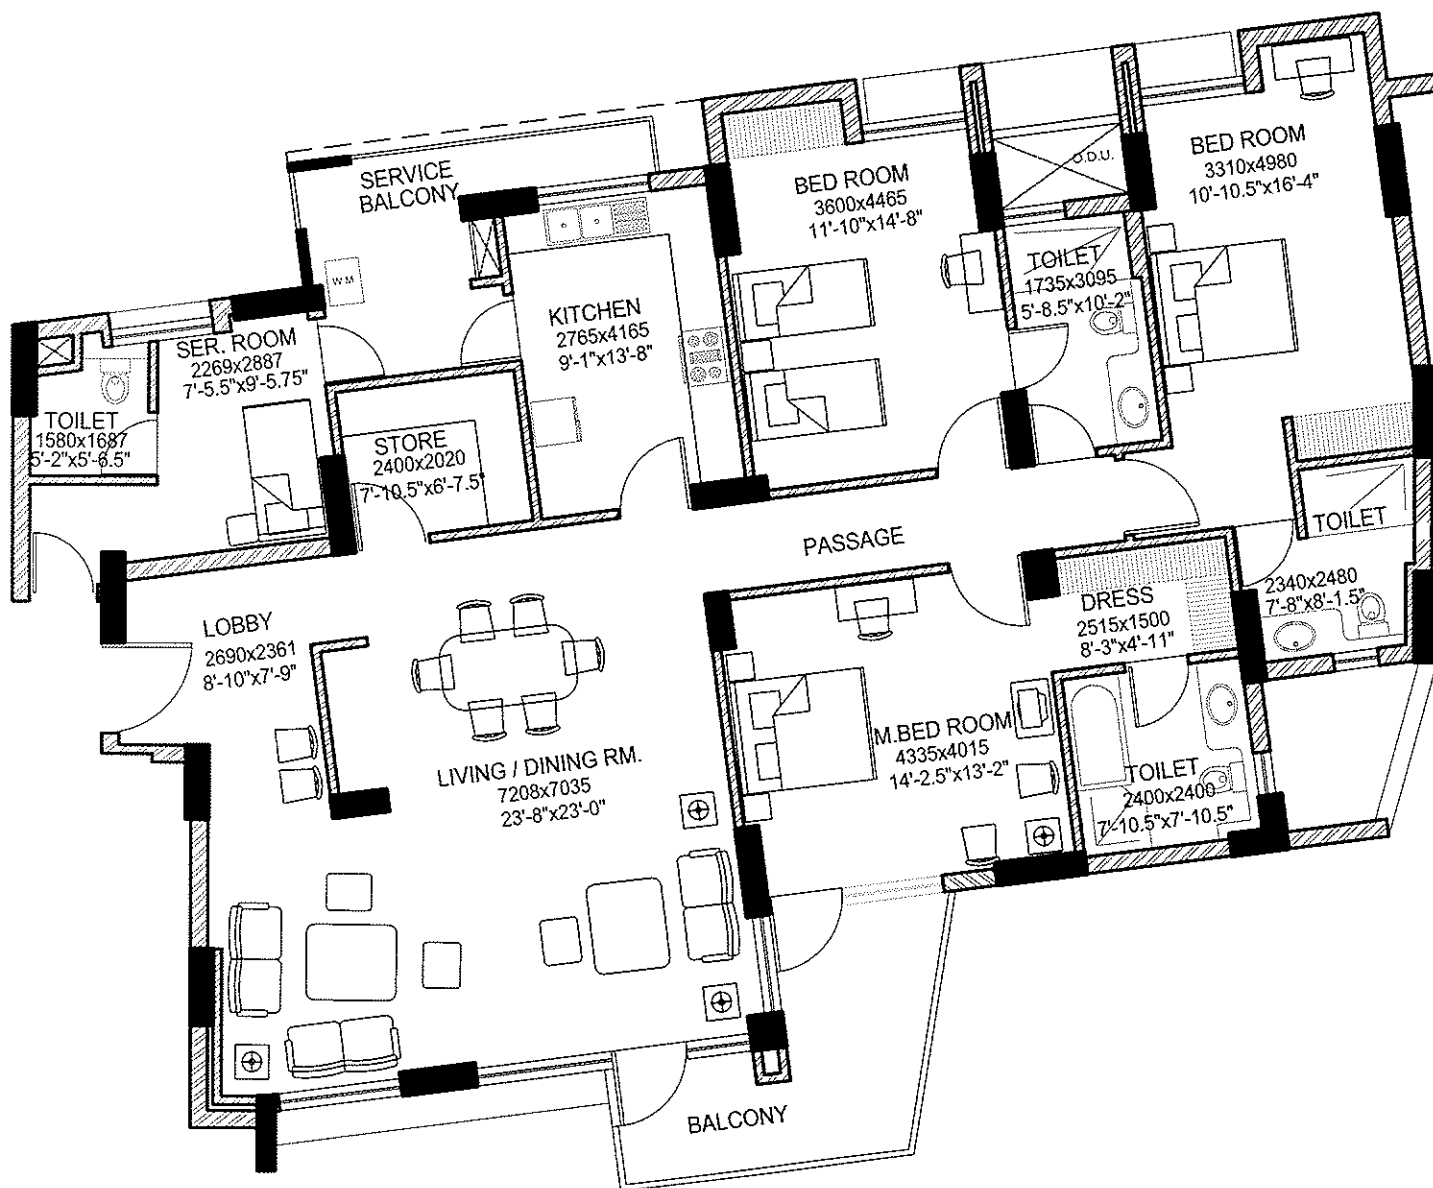 SERVICE
BALCONY
W M
BED ROOM
3600x4465
11'-10"x14'-8"
O.D.U.
BED ROOM
3310x4980
10'-10.5"x16'-4"
TOILET
1735x3095
5'-8.5"x10'-2"
KITCHEN
2765x4165
9'-1"x13'-8"
SER. ROOM
2269x2887
7'-5.5"x9'-5.75"
TOILET
1580x1687
5'-2"x5'-6.5"
STORE
2400x2020
7'-10.5"x6'-7.5"
PASSAGE
TOILET
2340x2480
7'-8"x8'-1.5"
DRESS
2515x1500
8'-3"x4'-11"
LOBBY
2690x2361
8'-10"x7'-9"
LIVING / DINING RM.
7208x7035
23'-8"x23'-0"
M.BED ROOM
4335x4015
14'-2.5"x13'-2"
TOILET
2400x2400
7'-10.5"x7'-10.5"
BALCONY